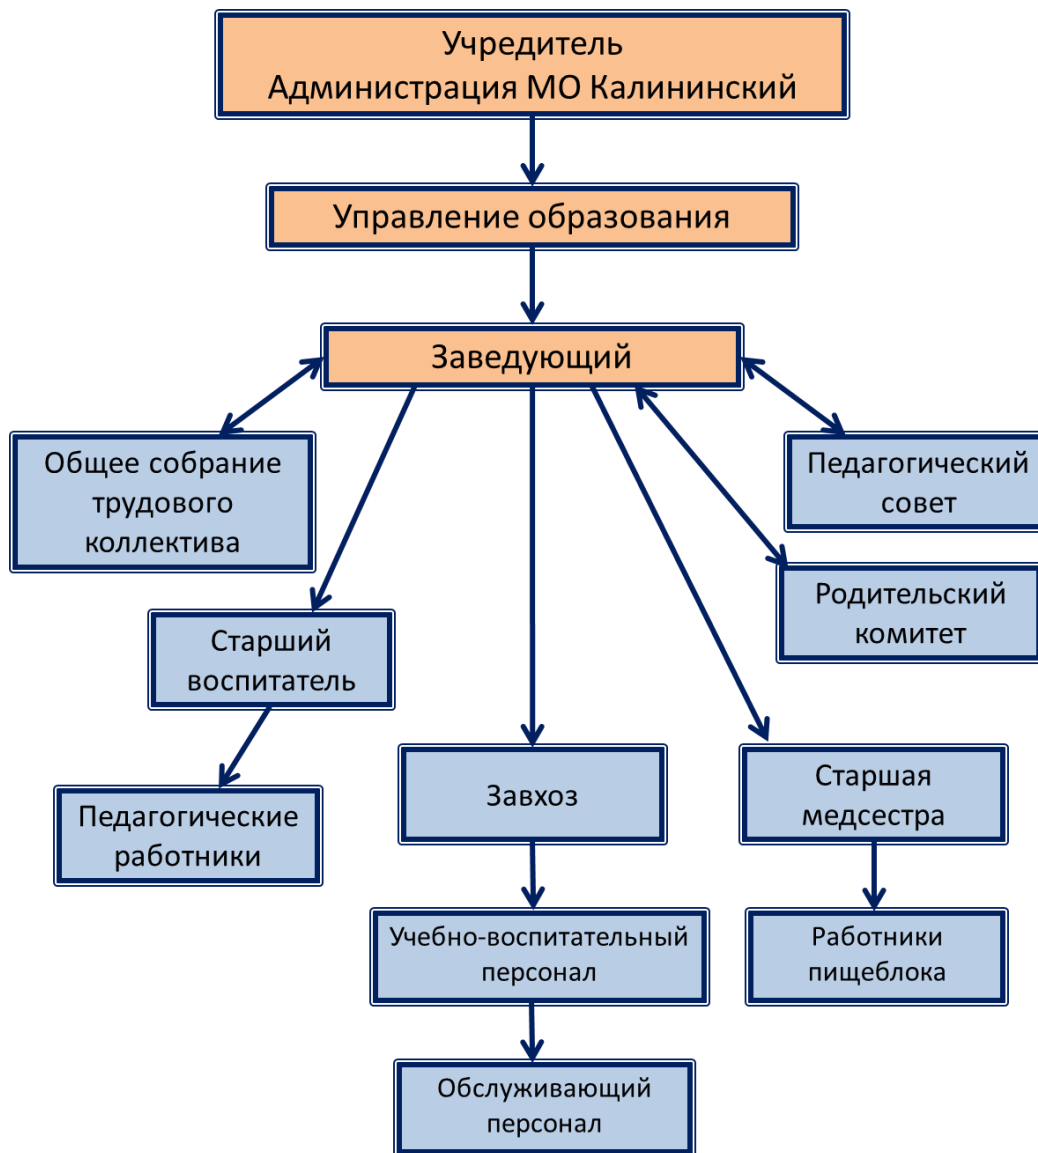 Учредитель
Администрация МО Калининский
Управление образования
Заведующий
Общее собрание
трудового
коллектива
Педагогический
совет
Родительский
комитет
Старший
воспитатель
Завхоз
Старшая
медсестра
Педагогические
работники
Учебно-воспитательный
персонал
Работники
пищеблока
Обслуживающий
персонал